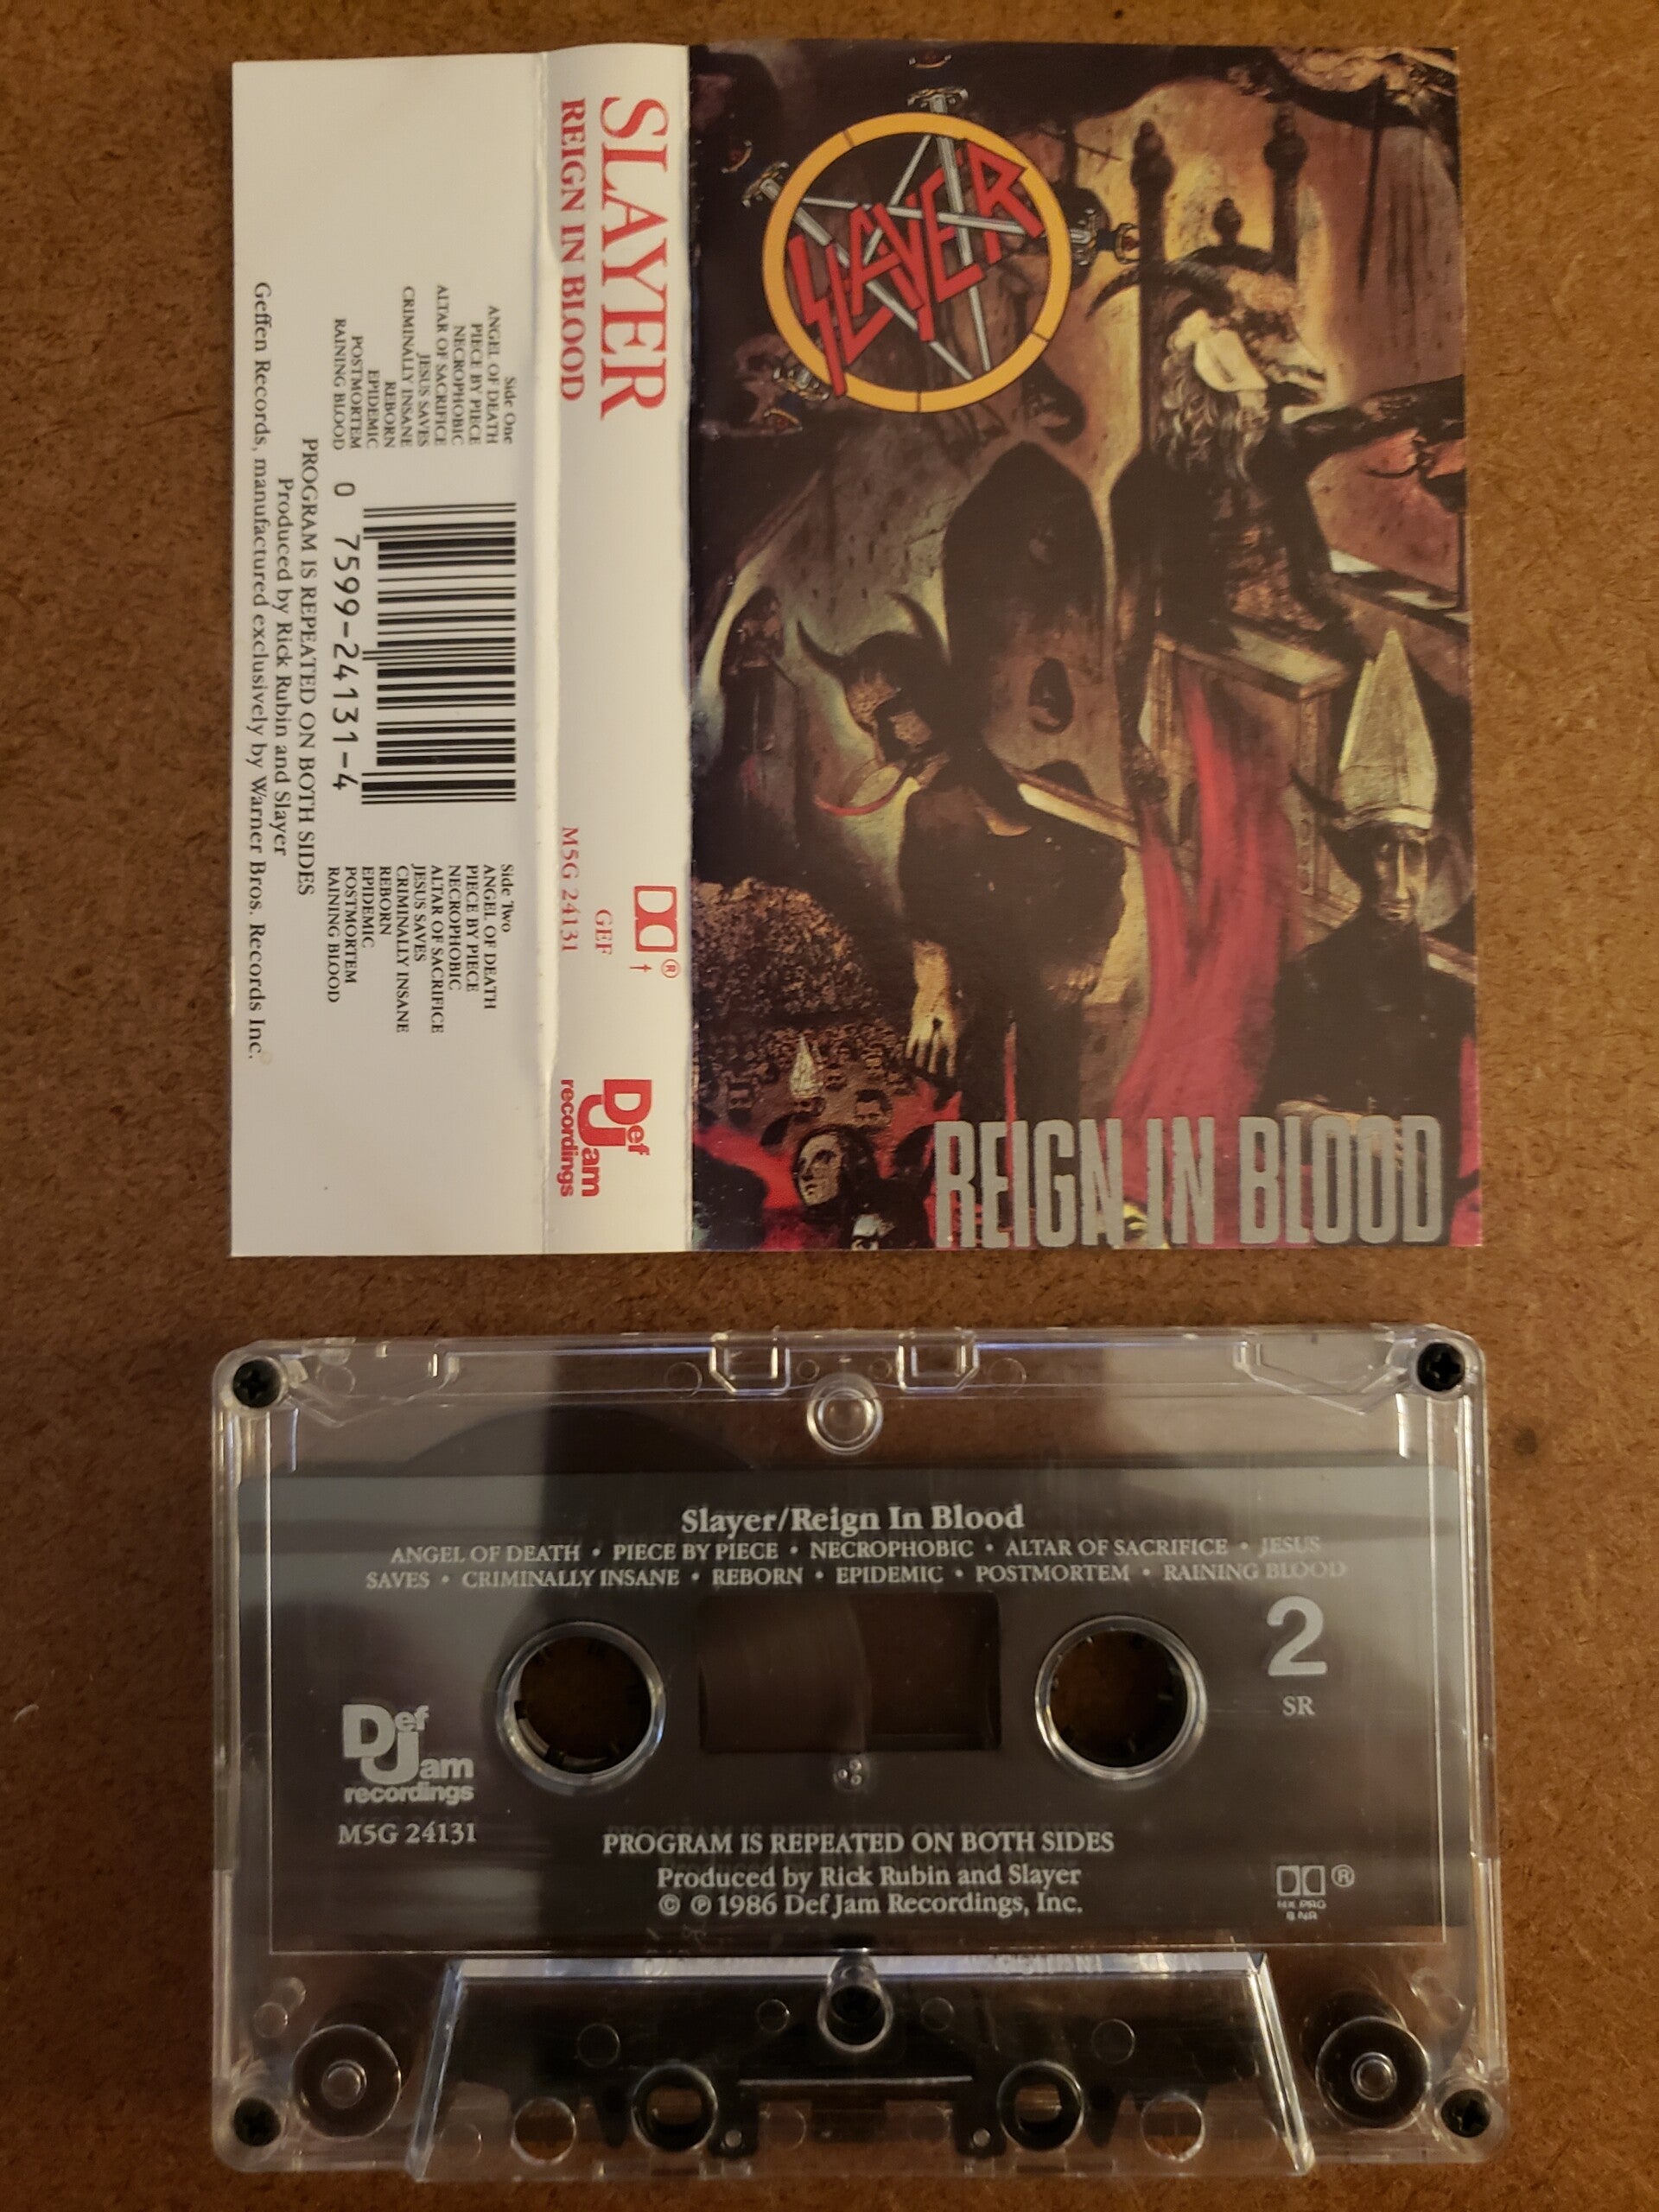 SLAYER
REIGN IN BLOOD
SLAYER
REIGN IN BLOOD
GEF
M5G 24131
Def
Jam
recordings
Side One
ANGEL OF DEATH
PIECE BY PIECE
NECROPHOBIC
ALTAR OF SACRIFICE
JESUS SAVES
CRIMINALLY INSANE
REBORN
EPIDEMIC
POSTMORTEM
RAINING BLOOD
0 7599-24131-4
Side Two
ANGEL OF DEATH
PIECE BY PIECE
NECROPHOBIC
ALTAR OF SACRIFICE
JESUS SAVES
CRIMINALLY INSANE
REBORN
EPIDEMIC
POSTMORTEM
RAINING BLOOD
PROGRAM IS REPEATED ON BOTH SIDES
Produced by Rick Rubin and Slayer
Geffen Records, manufactured exclusively by Warner Bros. Records Inc.
Slayer/Reign In Blood
ANGEL OF DEATH • PIECE BY PIECE • NECROPHOBIC • ALTAR OF SACRIFICE • JESUS
SAVES • CRIMINALLY INSANE • REBORN • EPIDEMIC • POSTMORTEM • RAINING BLOOD
2
SR
Def
Jam
recordings
M5G 24131
PROGRAM IS REPEATED ON BOTH SIDES
Produced by Rick Rubin and Slayer
© ℗ 1986 Def Jam Recordings, Inc.
HX PRO
B NR